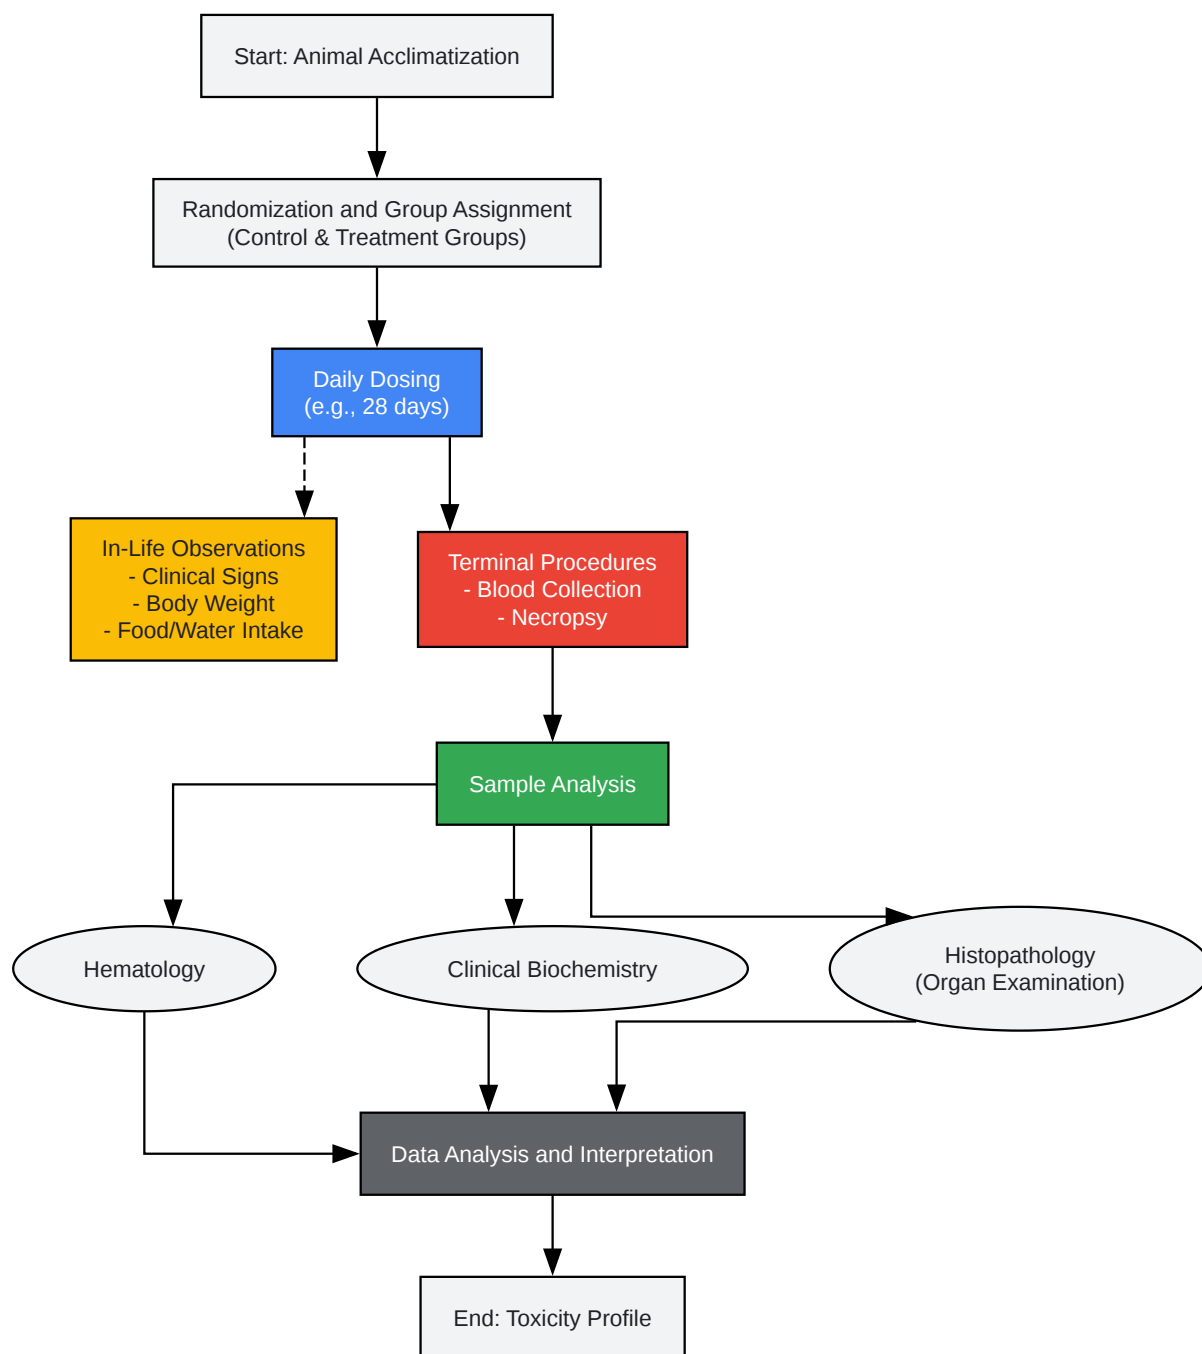 Start: Animal Acclimatization
Randomization and Group Assignment
(Control & Treatment Groups)
Daily Dosing
(e.g., 28 days)
In-Life Observations
- Clinical Signs
- Body Weight
- Food/Water Intake
Terminal Procedures
- Blood Collection
- Necropsy
Sample Analysis
Hematology
Clinical Biochemistry
Histopathology
(Organ Examination)
Data Analysis and Interpretation
End: Toxicity Profile